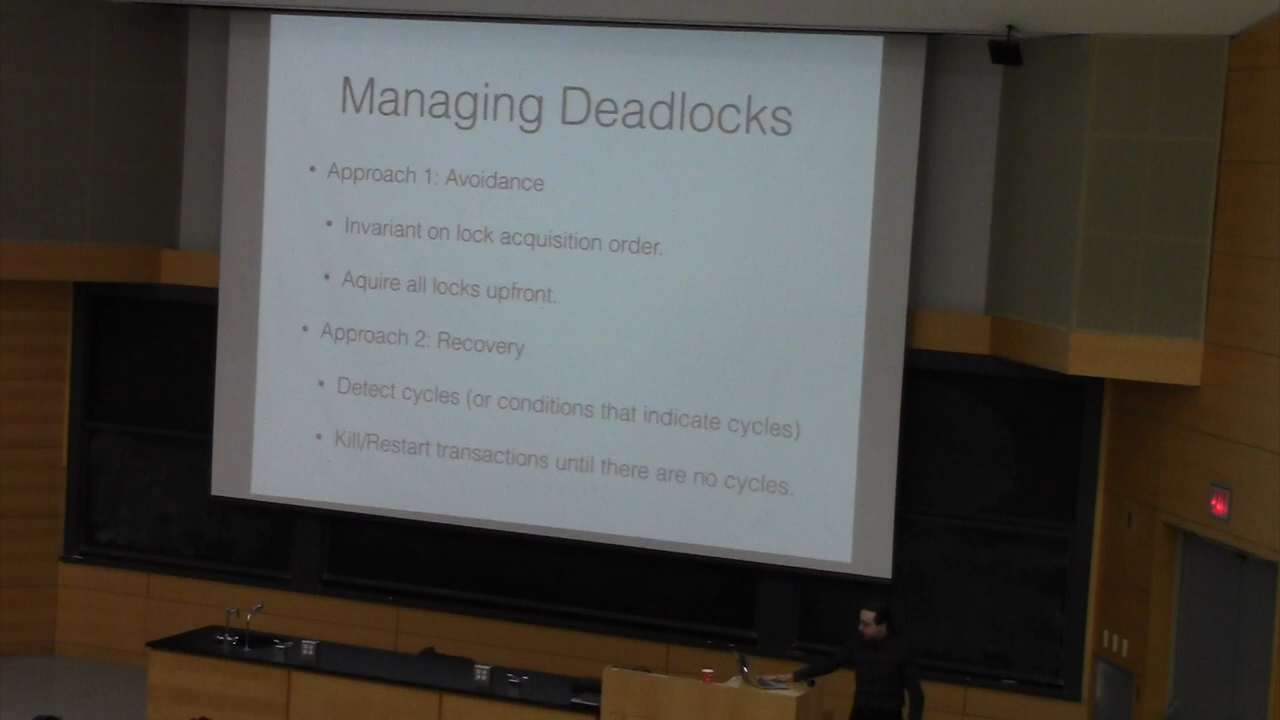 Managing Deadlocks
• Approach 1: Avoidance
• Invariant on lock acquisition order.
• Aquire all locks upfront.
• Approach 2: Recovery
• Detect cycles (or conditions that indicate cycles)
• Kill/Restart transactions until there are no cycles.